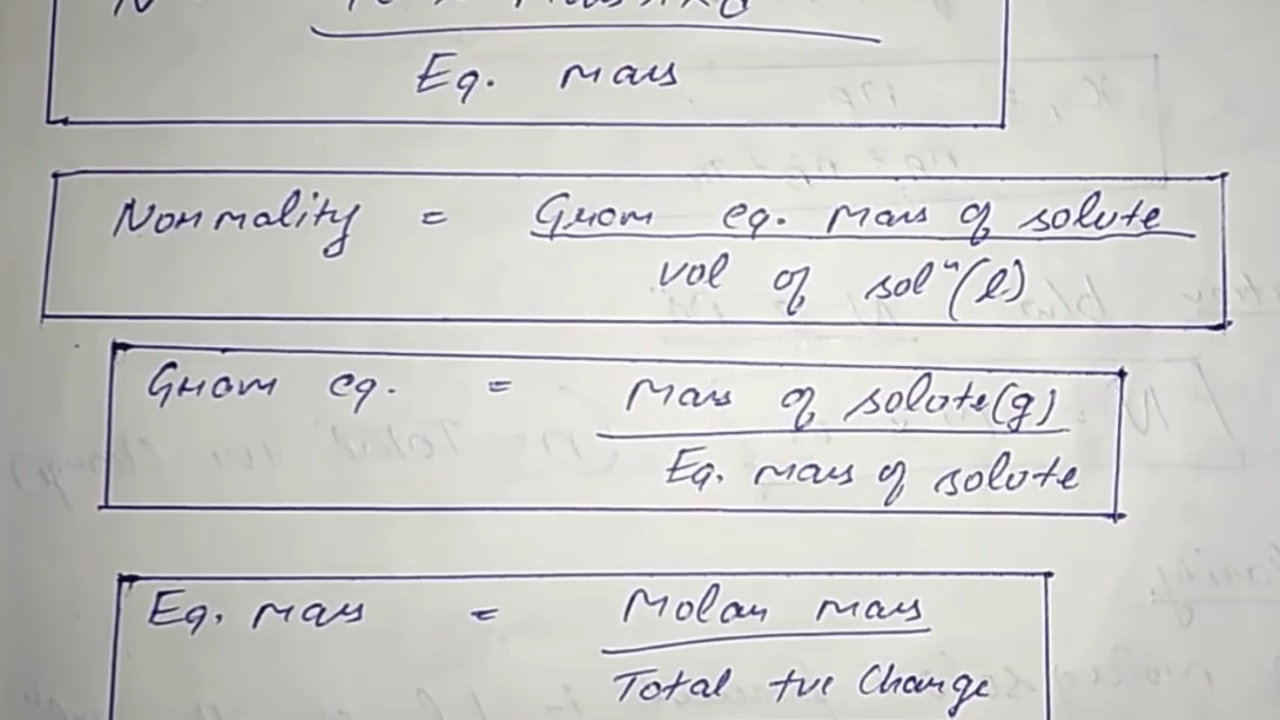 Eq. mass
Normality = Gram eq. mass of solute
vol of solⁿ(l)
Gram eq. = mass of solute(g)
Eq. mass of solute
Eq. mass = Molar mass
Total +ve Charge